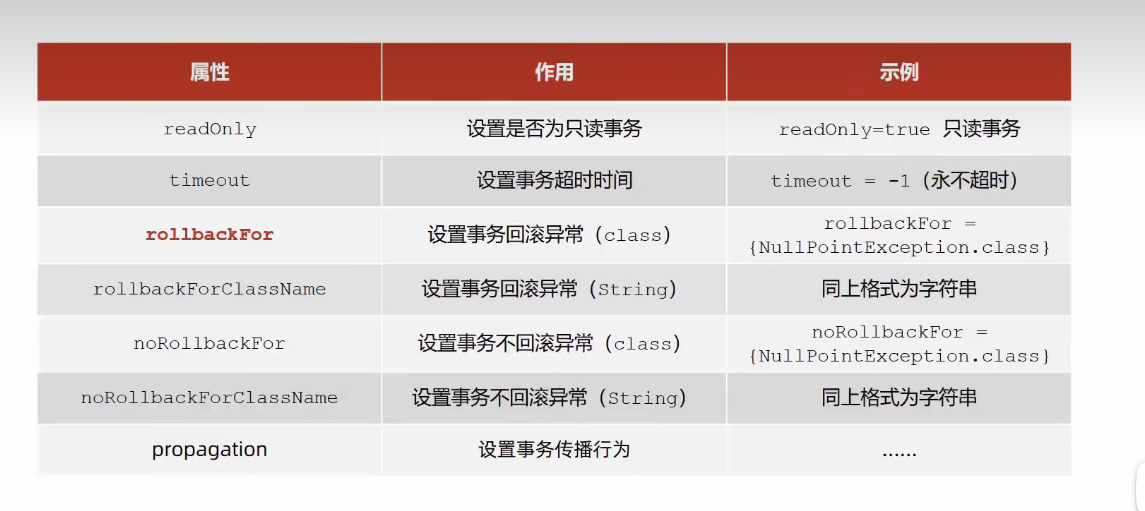 属性 作用 示例
readOnly 设置是否为只读事务 readOnly=true 只读事务
timeout 设置事务超时时间 timeout = -1（永不超时）
rollbackFor 设置事务回滚异常（class） rollbackFor =
{NullPointException.class}
rollbackForClassName 设置事务回滚异常（String） 同上格式为字符串
noRollbackFor 设置事务不回滚异常（class） noRollbackFor =
{NullPointException.class}
noRollbackForClassName 设置事务不回滚异常（String） 同上格式为字符串
propagation 设置事务传播行为 ……